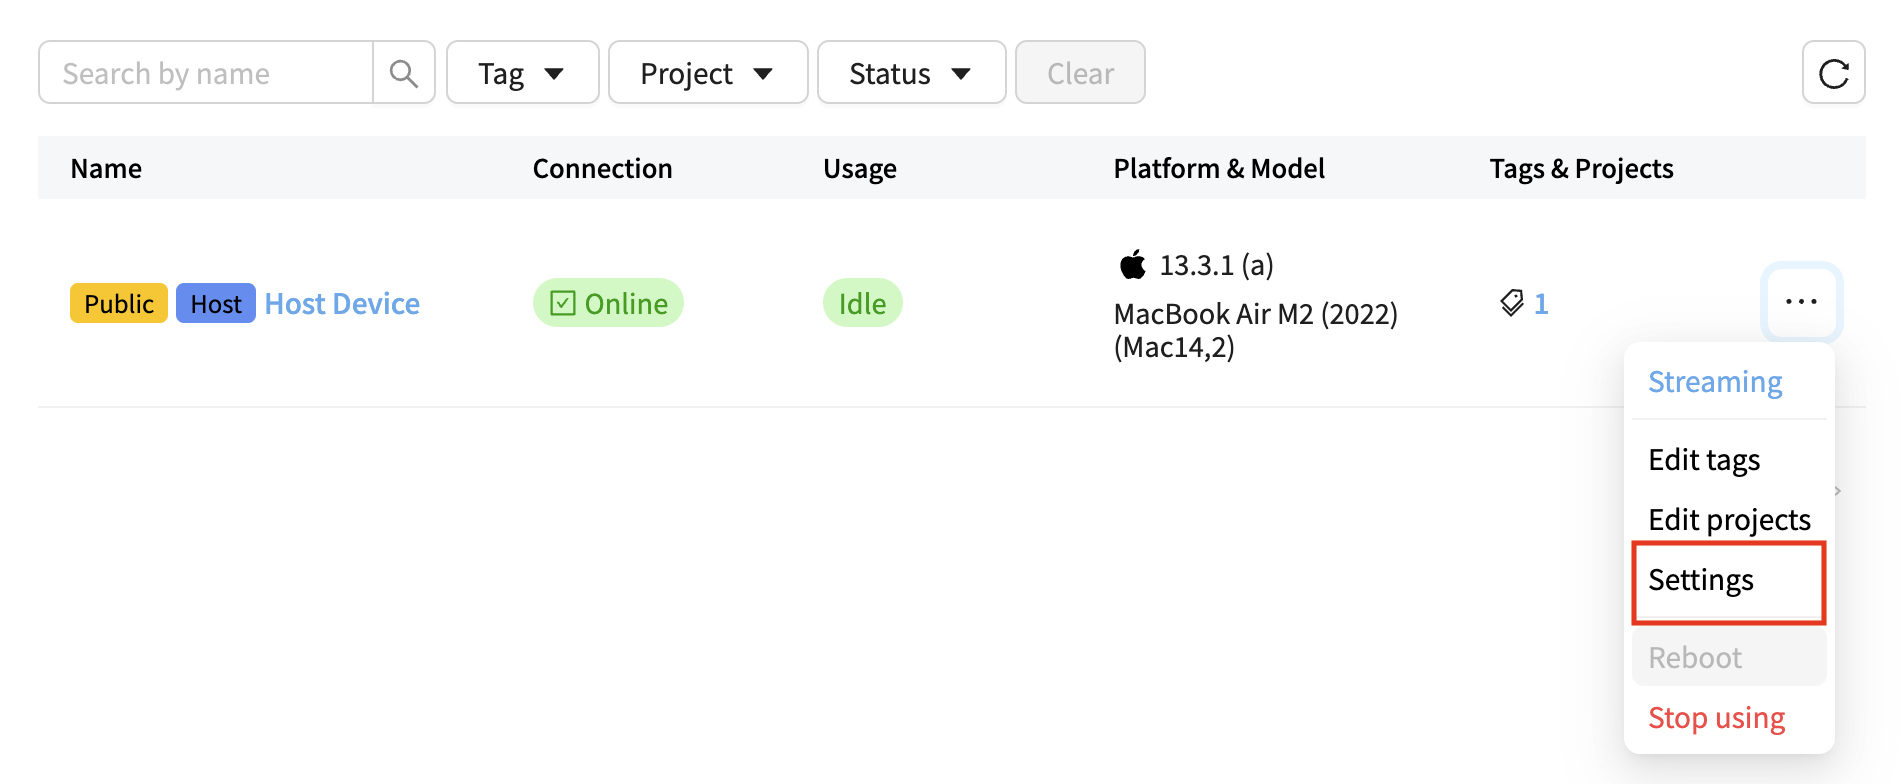 Search by name
Tag
Project
Status
Clear
Name
Connection
Usage
Platform & Model
Tags & Projects
Public
Host
Host Device
Online
Idle
13.3.1 (a)
MacBook Air M2 (2022)
(Mac14,2)
1
Streaming
Edit tags
Edit projects
Settings
Reboot
Stop using